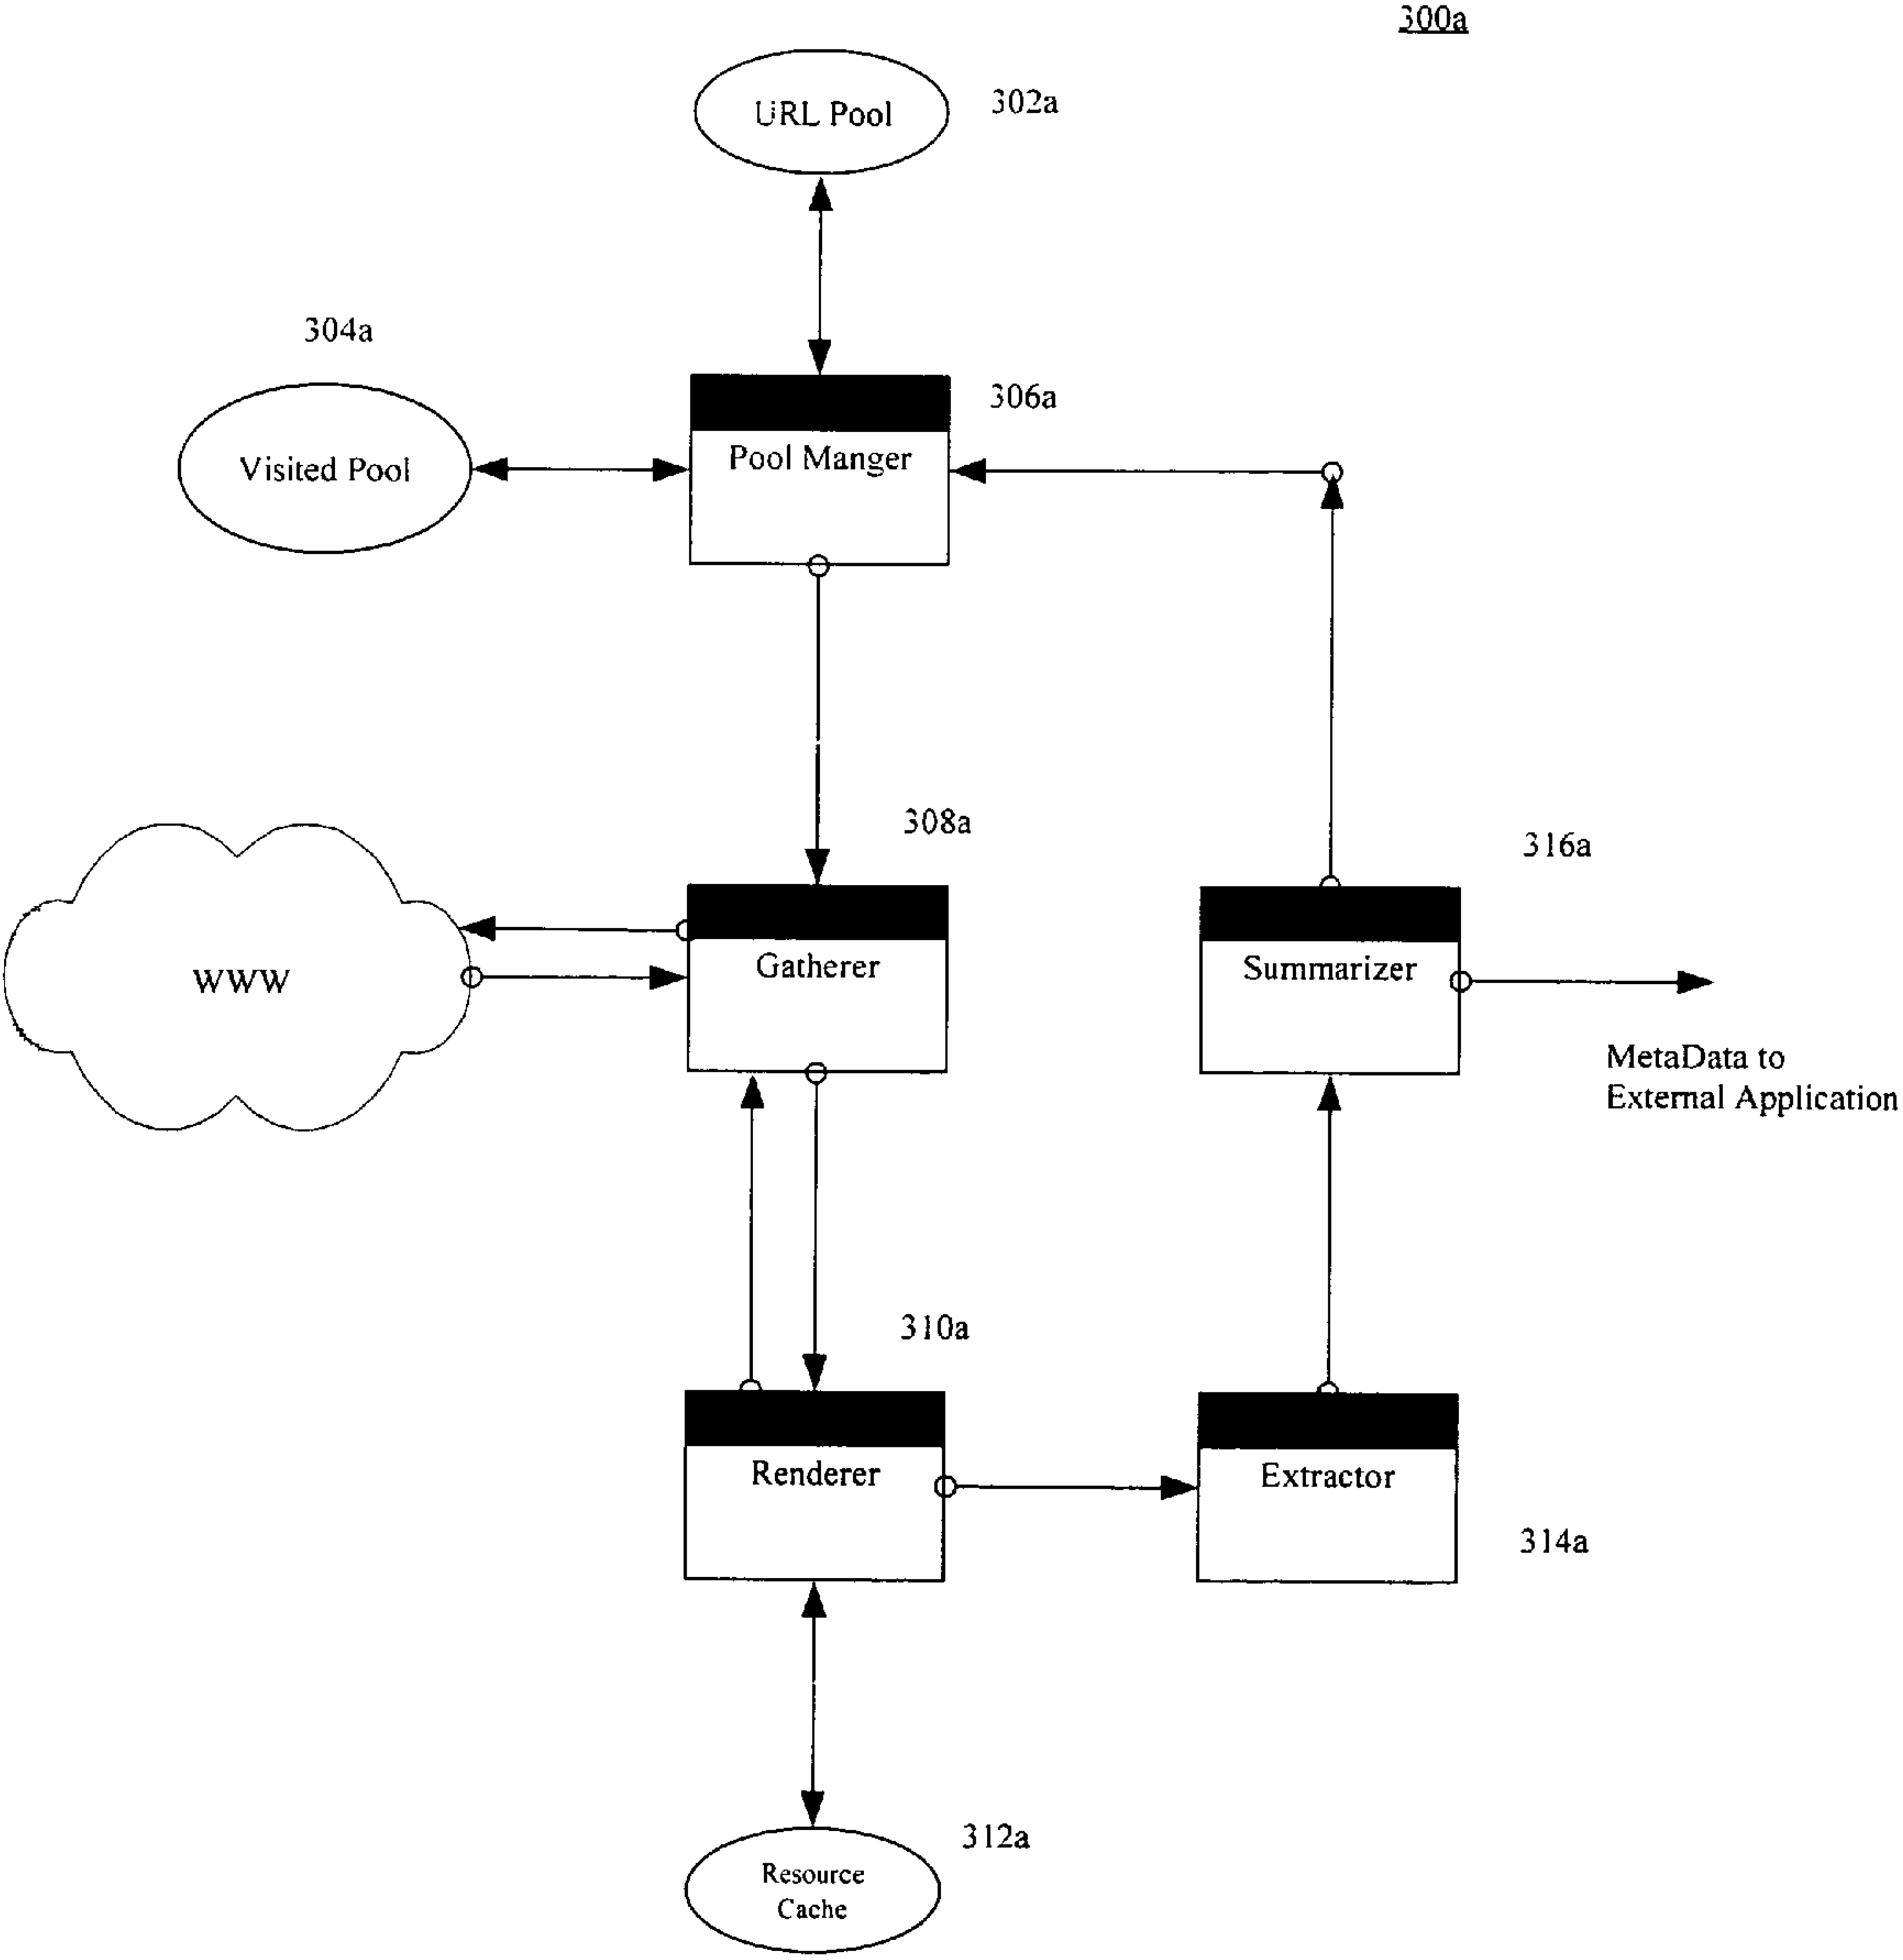 300a
URL Pool
302a
304a
306a
Visited Pool
Pool Manger
308a
316a
WWW
Gatherer
Summarizer
MetaData to
External Application
310a
Renderer
Extractor
314a
312a
Resource
Cache